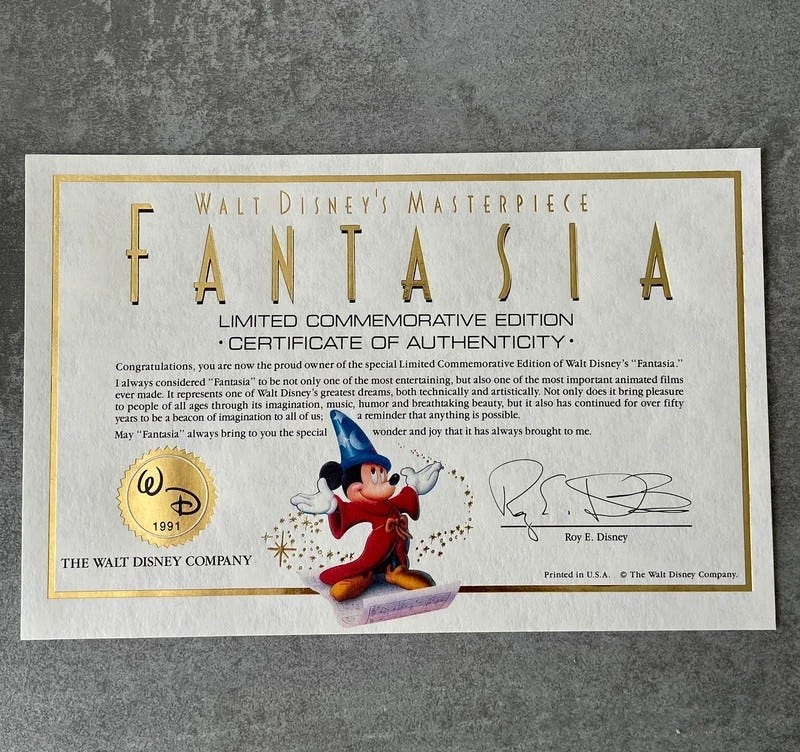 WALT DISNEY'S MASTERPIECE
FANTASIA
LIMITED COMMEMORATIVE EDITION
• CERTIFICATE OF AUTHENTICITY •
Congratulations, you are now the proud owner of the special Limited Commemorative Edition of Walt Disney's "Fantasia."
I always considered "Fantasia" to be not only one of the most entertaining, but also one of the most important animated films
ever made. It represents one of Walt Disney's greatest dreams, both technically and artistically. Not only does it bring pleasure
to people of all ages through its imagination, music, humor and breathtaking beauty, but it also has continued for over fifty
years to be a beacon of imagination to all of us; a reminder that anything is possible.
May "Fantasia" always bring to you the special wonder and joy that it has always brought to me.
WD
1991
THE WALT DISNEY COMPANY
Roy E. Disney
Roy E. Disney
Printed in U.S.A. © The Walt Disney Company.